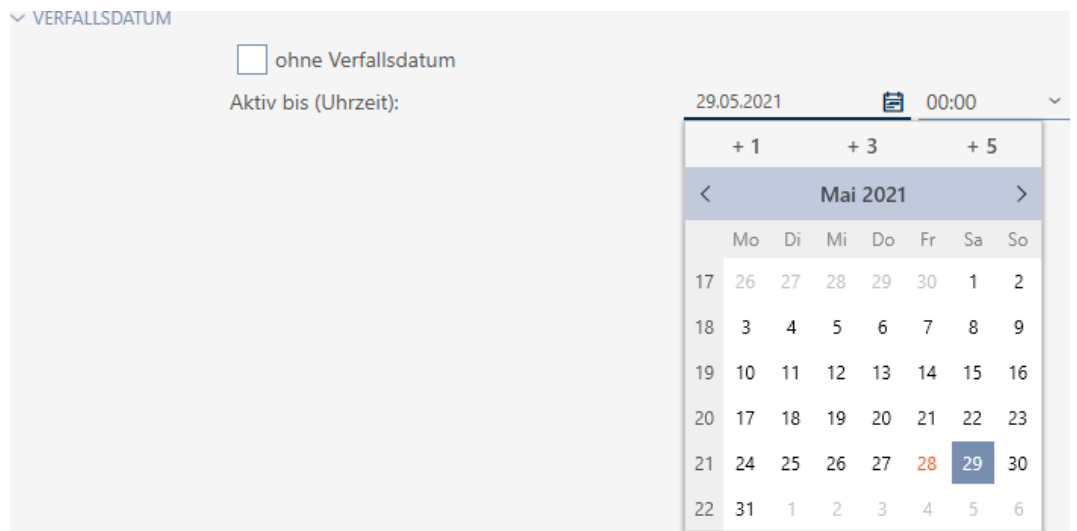 VERFALLSDATUM
ohne Verfallsdatum
Aktiv bis (Uhrzeit): 29.05.2021 00:00
+ 1 + 3 + 5
Mai 2021
Mo Di Mi Do Fr Sa So
17 26 27 28 29 30 1 2
18 3 4 5 6 7 8 9
19 10 11 12 13 14 15 16
20 17 18 19 20 21 22 23
21 24 25 26 27 28 29 30
22 31 1 2 3 4 5 6